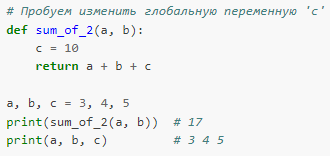 # Пробуем изменить глобальную переменную 'c'
def sum_of_2(a, b):
    c = 10
    return a + b + c
a, b, c = 3, 4, 5
print(sum_of_2(a, b))  # 17
print(a, b, c)         # 3 4 5